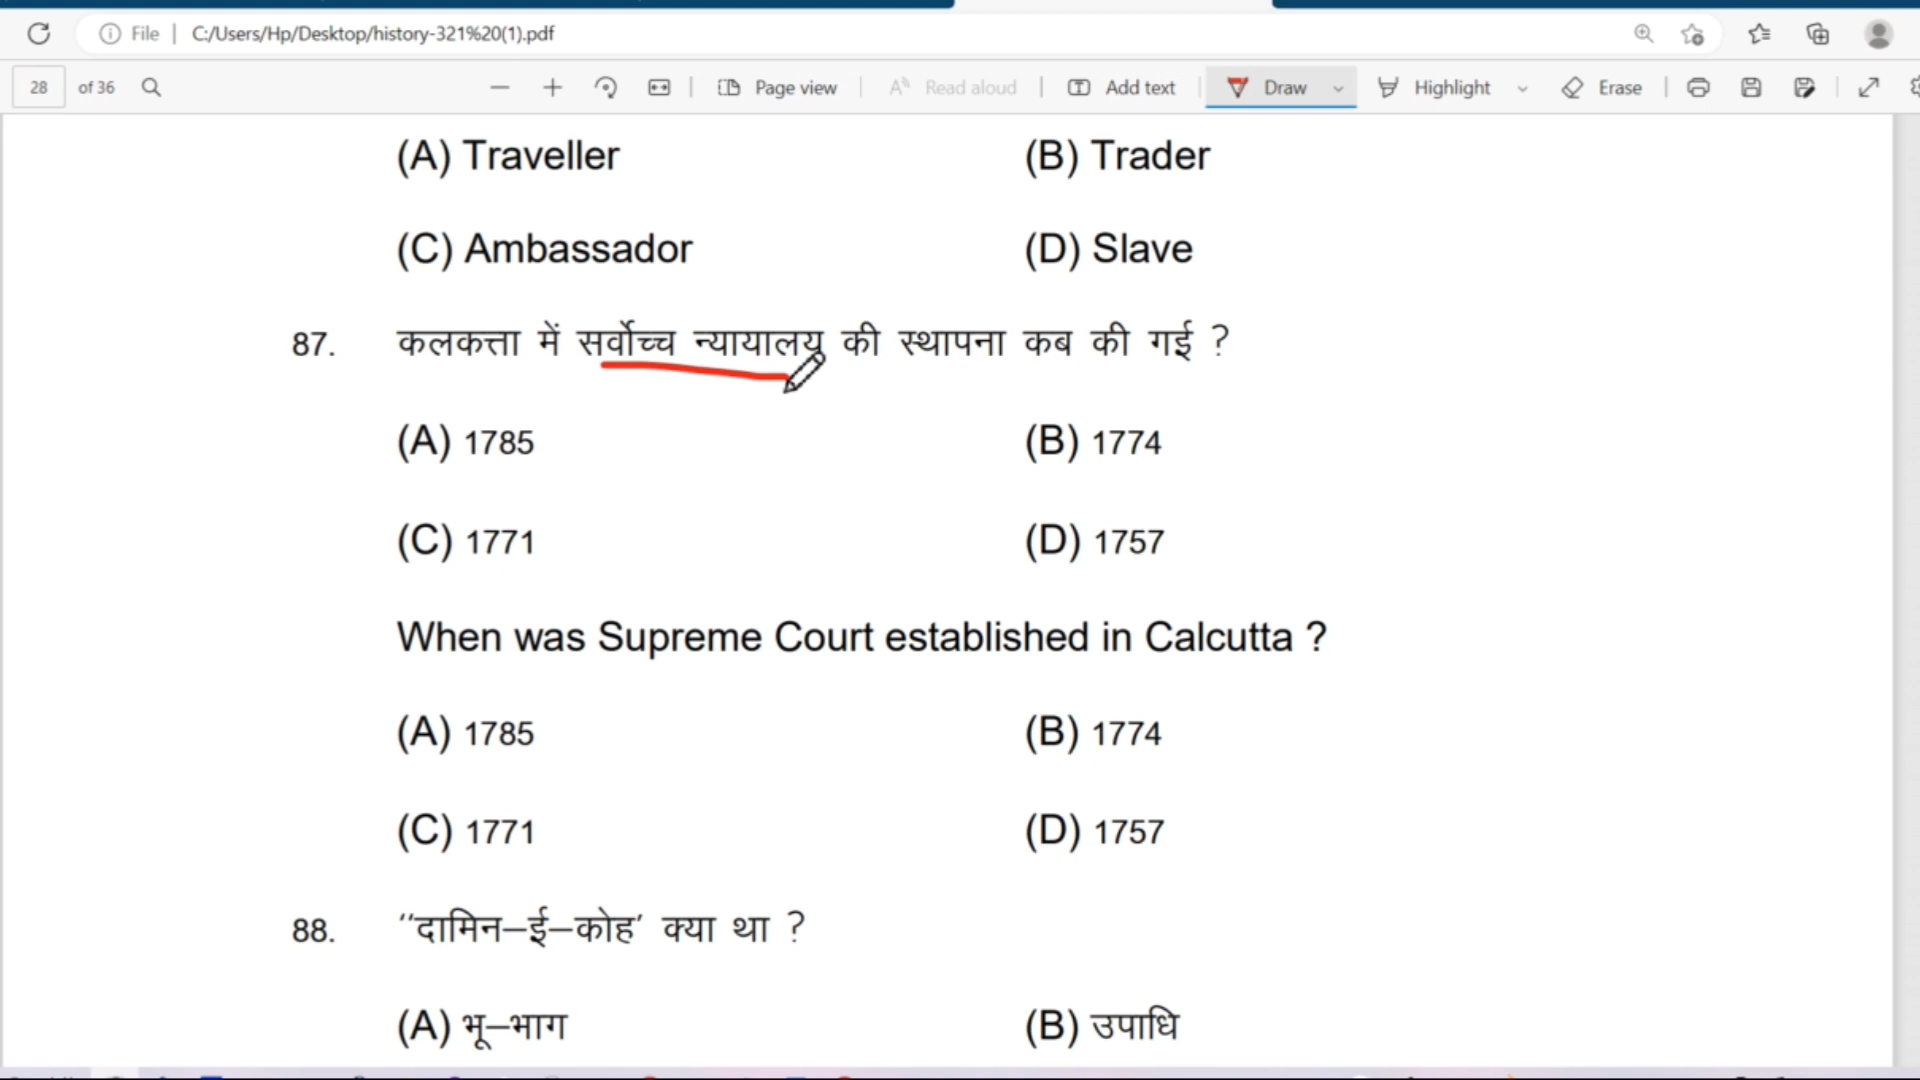 File | C:/Users/Hp/Desktop/history-321%20(1).pdf
28 of 36 Page view Read aloud Add text Draw Highlight Erase
(A) Traveller (B) Trader
(C) Ambassador (D) Slave
87. कलकत्ता में सर्वोच्च न्यायालय की स्थापना कब की गई ?
(A) 1785 (B) 1774
(C) 1771 (D) 1757
When was Supreme Court established in Calcutta ?
(A) 1785 (B) 1774
(C) 1771 (D) 1757
88. ‘‘दामिन–ई–कोह’ क्या था ?
(A) भू–भाग (B) उपाधि